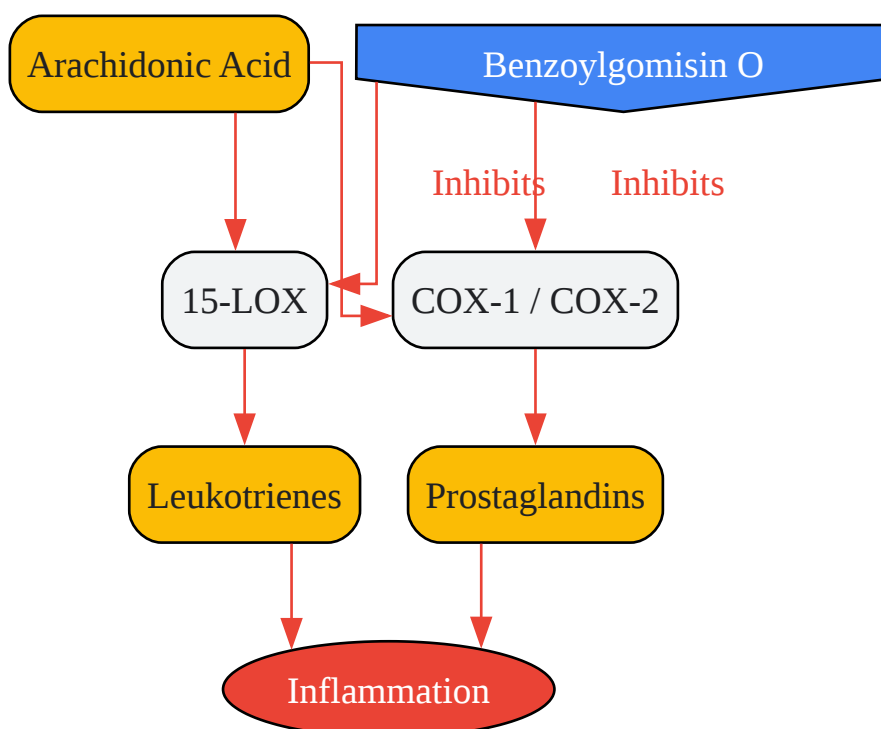 Arachidonic Acid
Benzoylgomisin O
Inhibits
Inhibits
15-LOX
COX-1 / COX-2
Leukotrienes
Prostaglandins
Inflammation